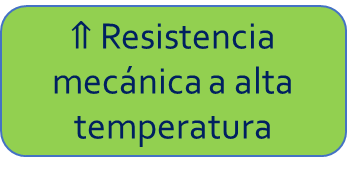 ⇑ Resistencia
mecánica a alta
temperatura